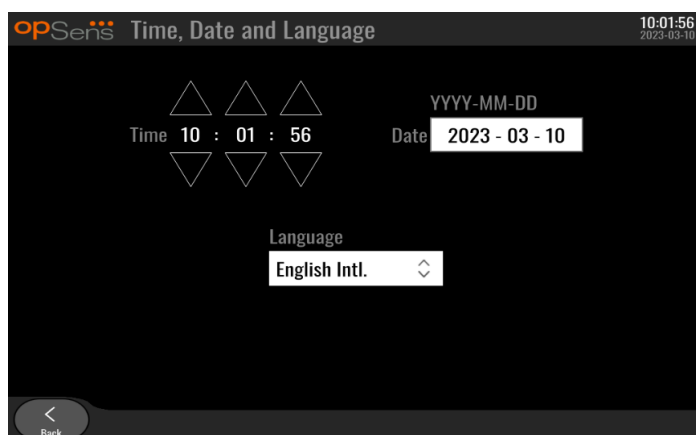 opSens Time, Date and Language
10:01:56
2023-03-10
YYYY-MM-DD
Time 10 : 01 : 56
Date 2023 - 03 - 10
Language
English Intl.
Back